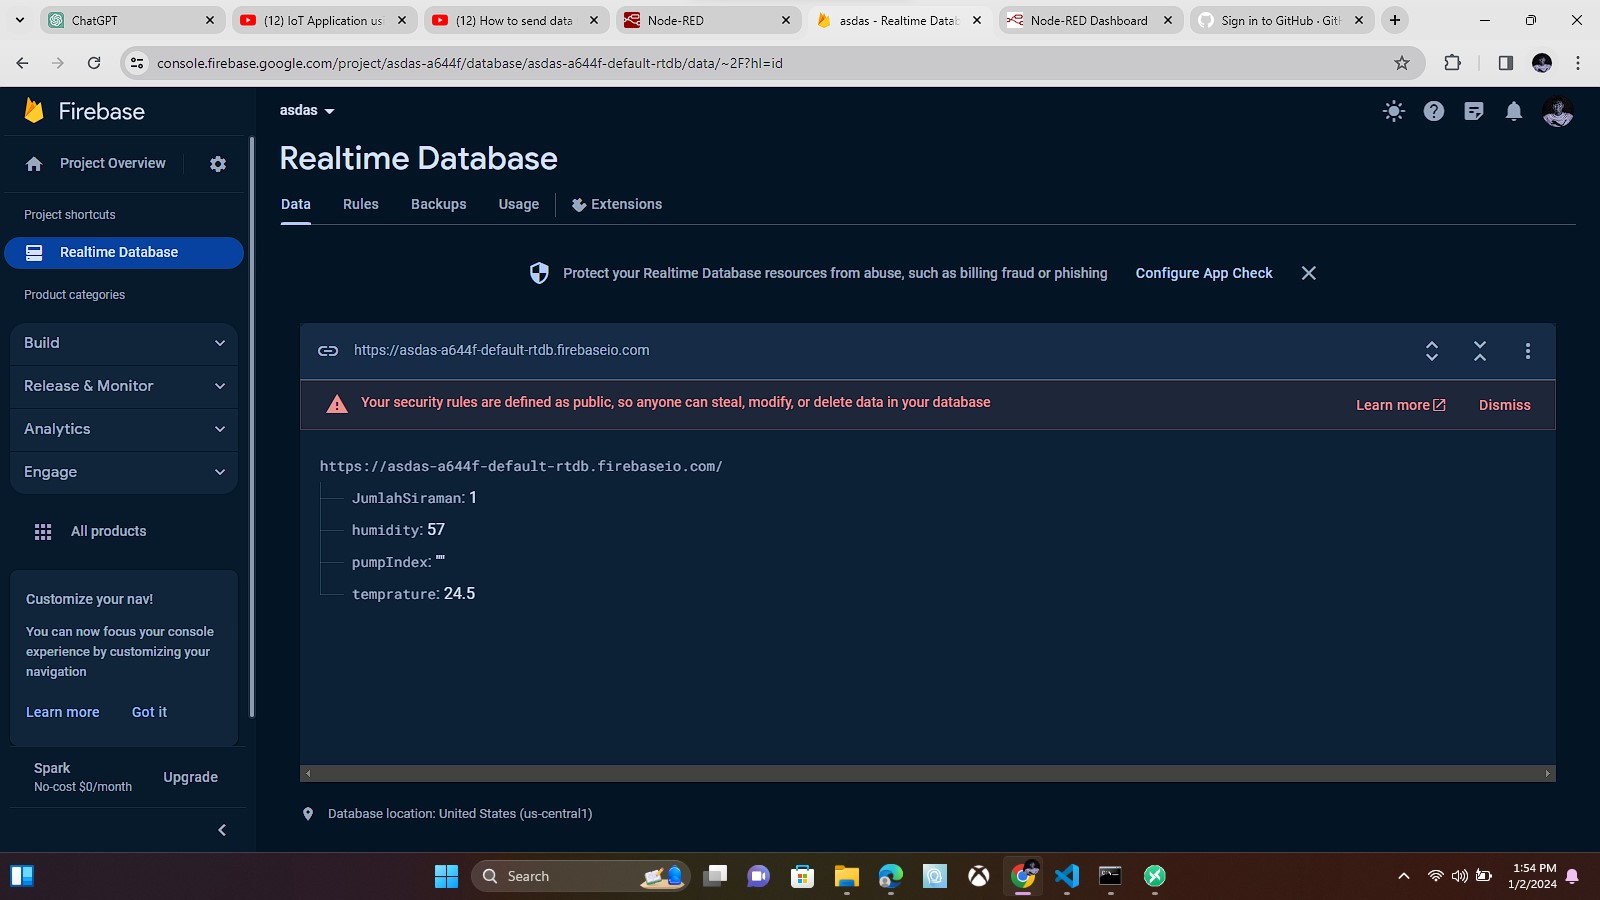 ChatGPT
(12) IoT Application usi
(12) How to send data
Node-RED
asdas - Realtime Datab
Node-RED Dashboard
Sign in to GitHub · Gitl
console.firebase.google.com/project/asdas-a644f/database/asdas-a644f-default-rtdb/data/~2F?hl=id
Firebase
asdas
Project Overview
Realtime Database
Project shortcuts
Data
Rules
Backups
Usage
Extensions
Realtime Database
Product categories
Protect your Realtime Database resources from abuse, such as billing fraud or phishing
Configure App Check
Build
https://asdas-a644f-default-rtdb.firebaseio.com
Release & Monitor
Your security rules are defined as public, so anyone can steal, modify, or delete data in your database
Learn more
Dismiss
Analytics
Engage
https://asdas-a644f-default-rtdb.firebaseio.com/
JumlahSiraman: 1
humidity: 57
pumpIndex: ""
temprature: 24.5
All products
Customize your nav!
You can now focus your console
experience by customizing your
navigation
Learn more
Got it
Spark
No-cost $0/month
Upgrade
Database location: United States (us-central1)
Search
1:54 PM
1/2/2024